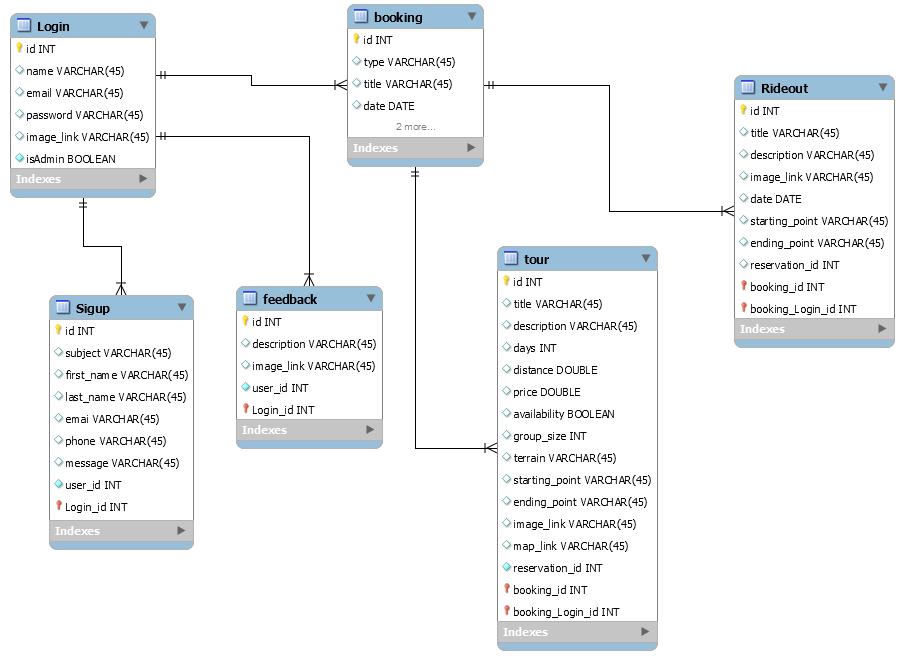 Login
id INT
name VARCHAR(45)
email VARCHAR(45)
password VARCHAR(45)
image_link VARCHAR(45)
isAdmin BOOLEAN
Indexes
booking
id INT
type VARCHAR(45)
title VARCHAR(45)
date DATE
2 more...
Indexes
Rideout
id INT
title VARCHAR(45)
description VARCHAR(45)
image_link VARCHAR(45)
date DATE
starting_point VARCHAR(45)
ending_point VARCHAR(45)
reservation_id INT
booking_id INT
booking_Login_id INT
Indexes
Sigup
id INT
subject VARCHAR(45)
first_name VARCHAR(45)
last_name VARCHAR(45)
emai VARCHAR(45)
phone VARCHAR(45)
message VARCHAR(45)
user_id INT
Login_id INT
Indexes
feedback
id INT
description VARCHAR(45)
image_link VARCHAR(45)
user_id INT
Login_id INT
Indexes
tour
id INT
title VARCHAR(45)
description VARCHAR(45)
days INT
distance DOUBLE
price DOUBLE
availability BOOLEAN
group_size INT
terrain VARCHAR(45)
starting_point VARCHAR(45)
ending_point VARCHAR(45)
image_link VARCHAR(45)
map_link VARCHAR(45)
reservation_id INT
booking_id INT
booking_Login_id INT
Indexes